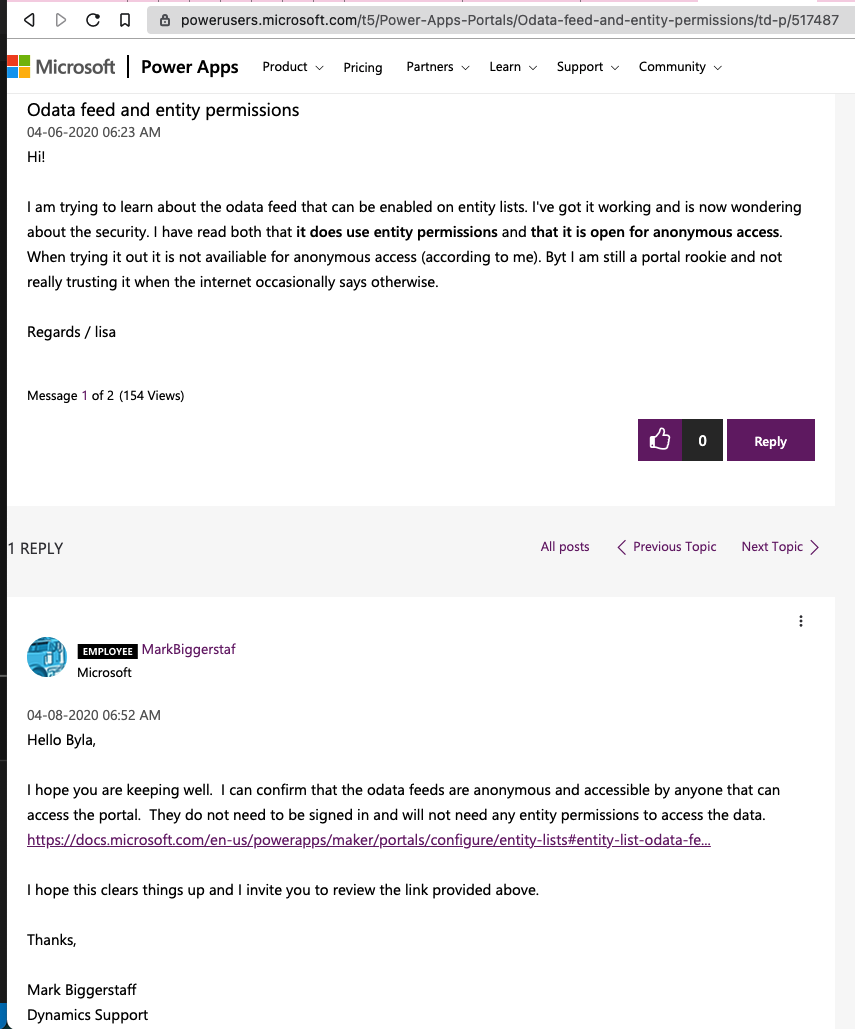 powerusers.microsoft.com/t5/Power-Apps-Portals/Odata-feed-and-entity-permissions/td-p/517487
Microsoft Power Apps Product Pricing Partners Learn Support Community
Odata feed and entity permissions
04-06-2020 06:23 AM
Hi!
I am trying to learn about the odata feed that can be enabled on entity lists. I've got it working and is now wondering
about the security. I have read both that it does use entity permissions and that it is open for anonymous access.
When trying it out it is not availiable for anonymous access (according to me). Byt I am still a portal rookie and not
really trusting it when the internet occasionally says otherwise.
Regards / lisa
Message 1 of 2 (154 Views)
0 Reply
1 REPLY All posts Previous Topic Next Topic
EMPLOYEE MarkBiggerstaf
Microsoft
04-08-2020 06:52 AM
Hello Byla,
I hope you are keeping well. I can confirm that the odata feeds are anonymous and accessible by anyone that can
access the portal. They do not need to be signed in and will not need any entity permissions to access the data.
https://docs.microsoft.com/en-us/powerapps/maker/portals/configure/entity-lists#entity-list-odata-fe...
I hope this clears things up and I invite you to review the link provided above.
Thanks,
Mark Biggerstaff
Dynamics Support